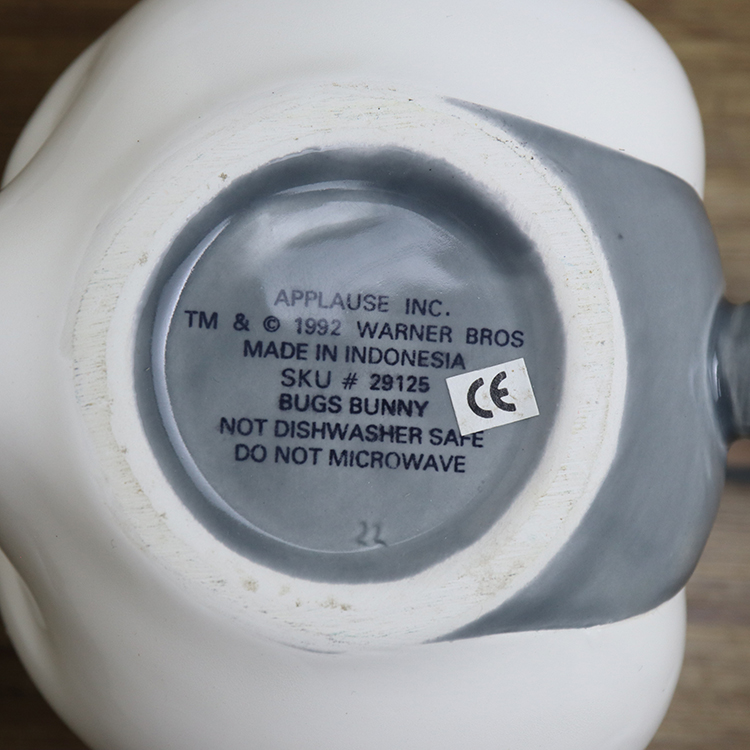 APPLAUSE INC.
TM & © 1992 WARNER BROS
MADE IN INDONESIA
SKU # 29125
BUGS BUNNY
CE
NOT DISHWASHER SAFE
DO NOT MICROWAVE
22